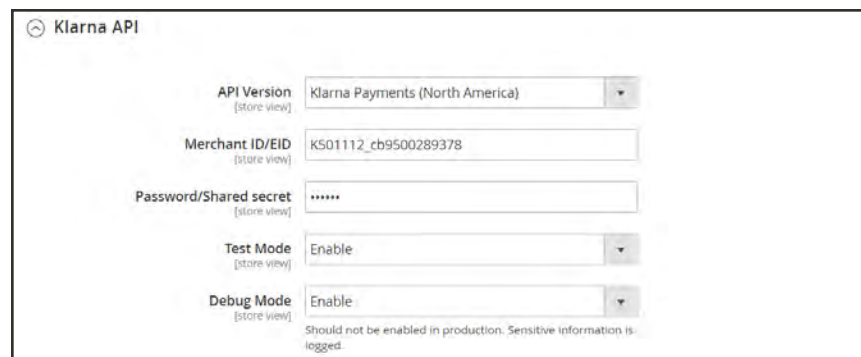 Klarna API
API Version
[store view]
Klarna Payments (North America)
Merchant ID/EID
[store view]
K501112_cb9500289378
Password/Shared secret
[store view]
••••••
Test Mode
[store view]
Enable
Debug Mode
[store view]
Enable
Should not be enabled in production. Sensitive information is
logged.